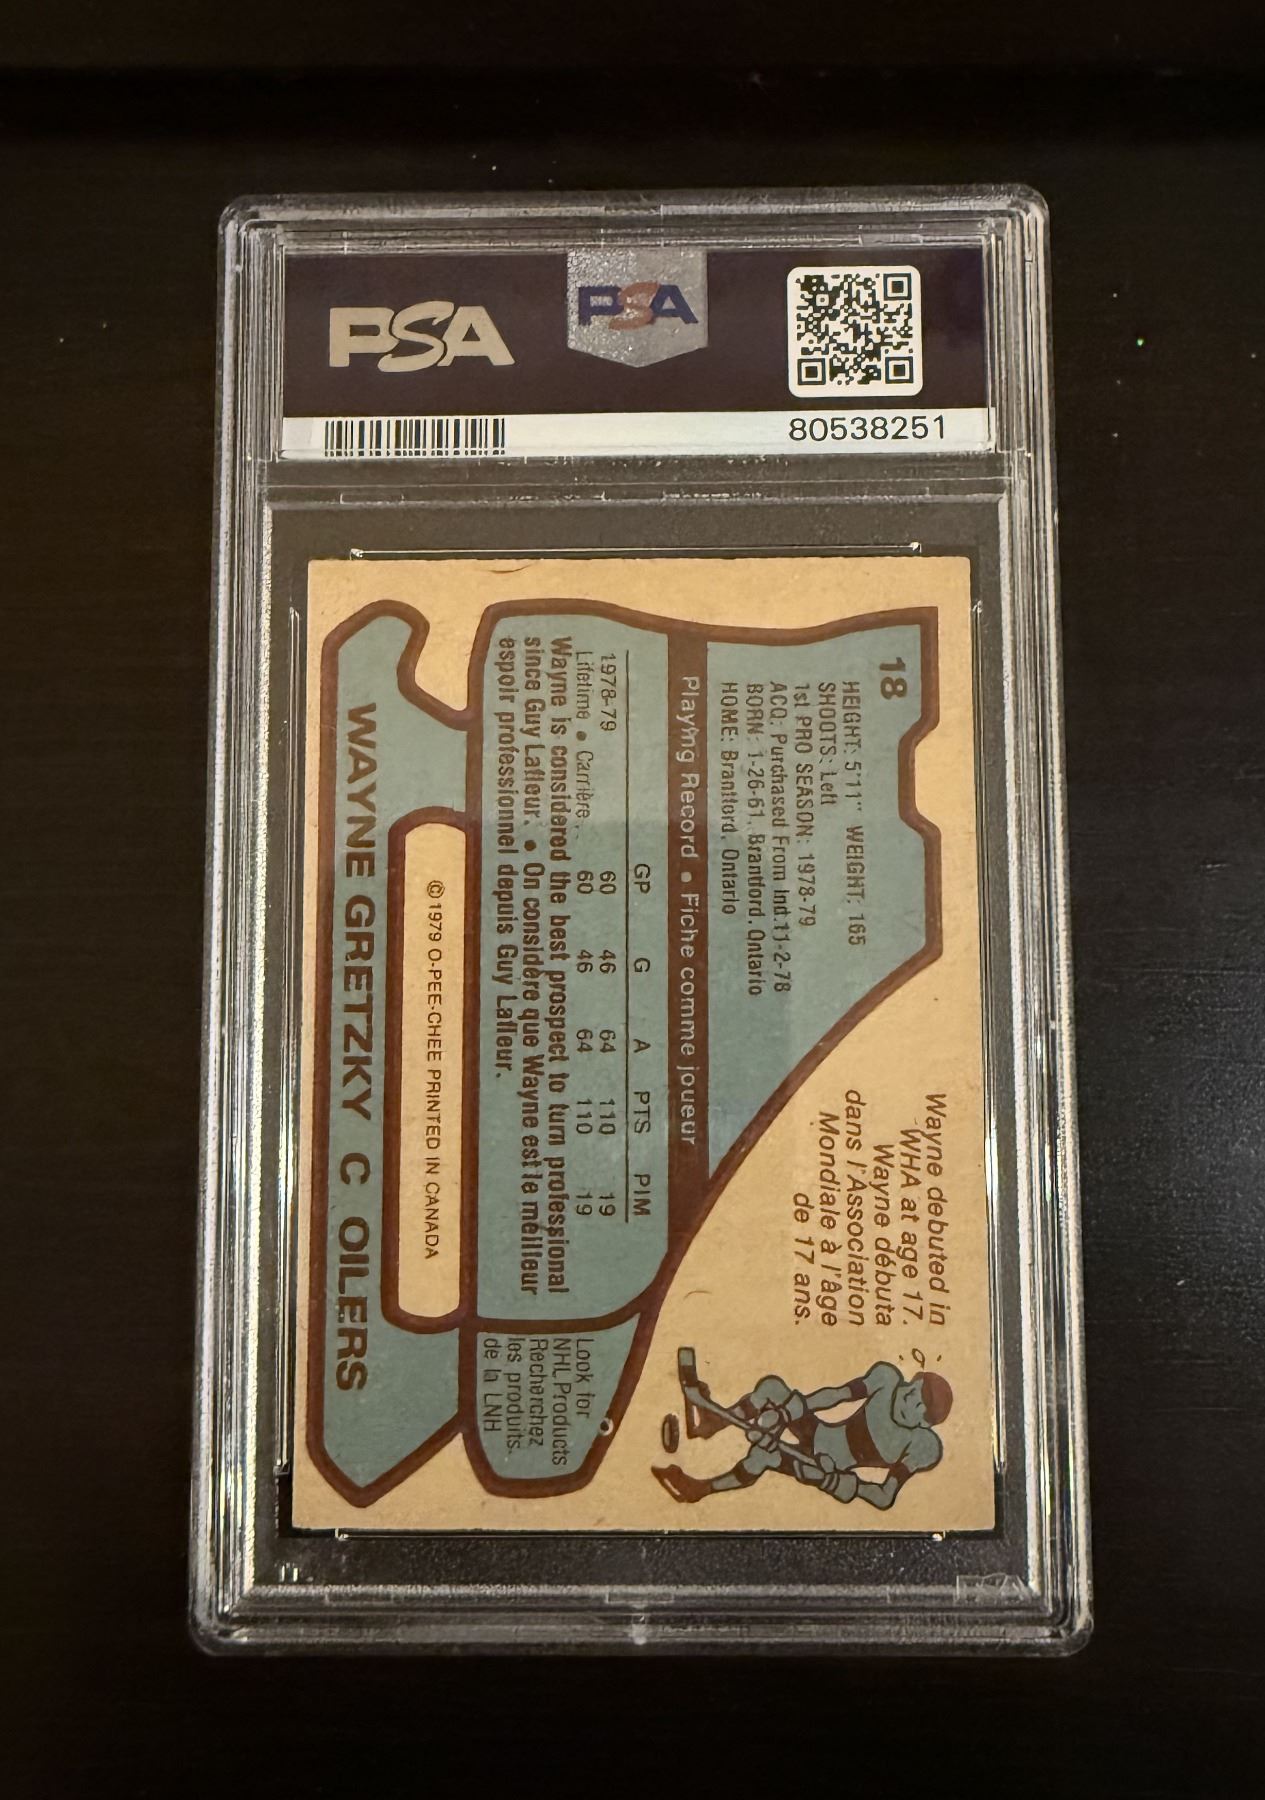 PSA
PSA
80538251
18
HEIGHT: 5'11" WEIGHT: 165
SHOOTS: Left
1st PRO SEASON: 1978-79
ACQ: Purchased From Ind.11-2-78
BORN: 1-26-61, Brantford, Ontario
HOME: Brantford, Ontario
Wayne debuted in
WHA at age 17.
Wayne débuta
dans l'Association
Mondiale à l'âge
de 17 ans.
Playing Record • Fiche comme joueur
GP G A PTS PIM
1978-79 60 46 64 110 19
Lifetime • Carrière 60 46 64 110 19
Wayne is considered the best prospect to turn professional
since Guy Lafleur. • On considère que Wayne est le meilleur
espoir professionnel depuis Guy Lafleur.
Look for
NHL Products
Recherchez
les produits
de la LNH
© 1979 O-PEE-CHEE PRINTED IN CANADA
WAYNE GRETZKY C OILERS
PSA